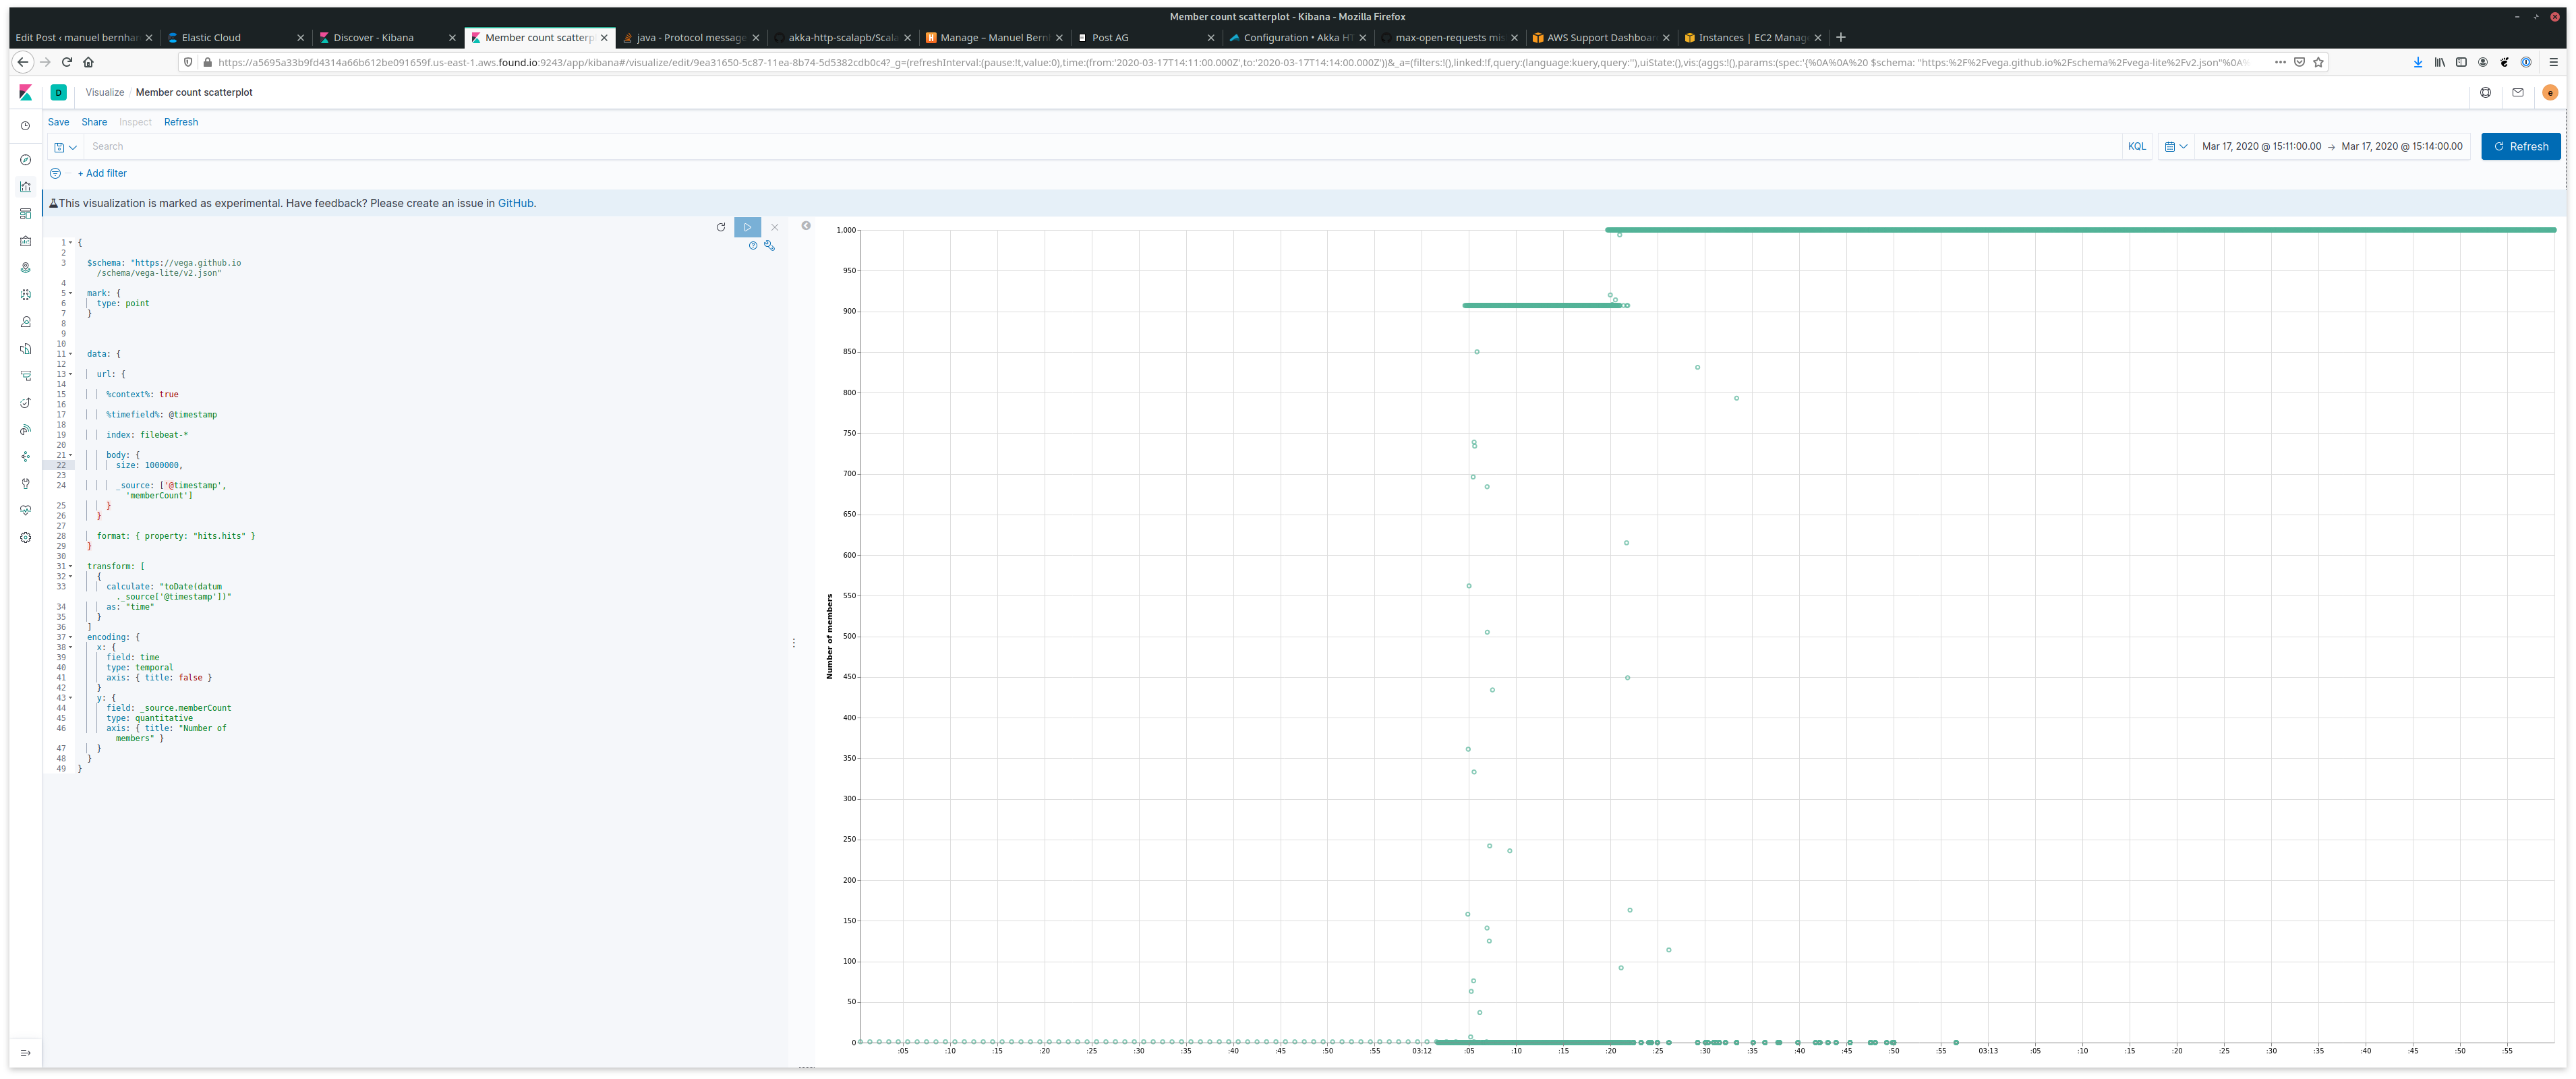 Member count scatterplot - Kibana - Mozilla Firefox
Edit Post ‹ manuel bernhar
Elastic Cloud
Discover - Kibana
Member count scatterp
java - Protocol message
akka-http-scalapb/Scala
Manage – Manuel Bern
Post AG
Configuration • Akka HT
max-open-requests mis
AWS Support Dashboar
Instances | EC2 Manage
https://a5695a33b9fd4314a66b612be091659f.us-east-1.aws.found.io:9243/app/kibana#/visualize/edit/9ea31650-5c87-11ea-8b74-5d5382cdb0c4?_g=(refreshInterval:(pause:!t,value:0),time:(from:'2020-03-17T14:11:00.000Z',to:'2020-03-17T14:14:00.000Z'))&_a=(filters:!(),linked:!f,query:(language:kuery,query:''),uiState:(),vis:(aggs:!(),params:(spec:'{%0A%0A%20 $schema: "https:%2F%2Fvega.github.io%2Fschema%2Fvega-lite%2Fv2.json"%0A%
D
Visualize / Member count scatterplot
e
Save Share Inspect Refresh
Search
KQL
Mar 17, 2020 @ 15:11:00.00 → Mar 17, 2020 @ 15:14:00.00
Refresh
+ Add filter
This visualization is marked as experimental. Have feedback? Please create an issue in GitHub.
1 {
2
3 $schema: "https://vega.github.io
/schema/vega-lite/v2.json"
4
5 mark: {
6 type: point
7 }
8
9
10
11 data: {
12
13 url: {
14
15 %context%: true
16
17 %timefield%: @timestamp
18
19 index: filebeat-*
20
21 body: {
22 size: 1000000,
23
24 _source: ['@timestamp',
'memberCount']
25 }
26 }
27
28 format: { property: "hits.hits" }
29 }
30
31 transform: [
32 {
33 calculate: "toDate(datum
._source['@timestamp'])"
34 as: "time"
35 }
36 ]
37 encoding: {
38 x: {
39 field: time
40 type: temporal
41 axis: { title: false }
42 }
43 y: {
44 field: _source.memberCount
45 type: quantitative
46 axis: { title: "Number of
members" }
47 }
48 }
49 }
Number of members
1,000
950
900
850
800
750
700
650
600
550
500
450
400
350
300
250
200
150
100
50
0
:05 :10 :15 :20 :25 :30 :35 :40 :45 :50 :55 03:12 :05 :10 :15 :20 :25 :30 :35 :40 :45 :50 :55 03:13 :05 :10 :15 :20 :25 :30 :35 :40 :45 :50 :55